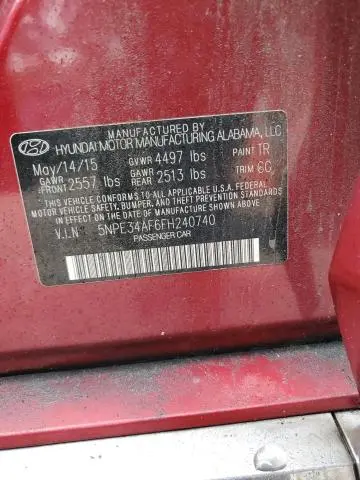 MANUFACTURED BY
HYUNDAI MOTOR MANUFACTURING ALABAMA, LLC
May/14/15 GVWR 4497 lbs PAINT TR
GAWR FRONT 2557 lbs GAWR REAR 2513 lbs TRIM GG
THIS VEHICLE CONFORMS TO ALL APPLICABLE U.S.A FEDERAL
MOTOR VEHICLE SAFETY, BUMPER, AND THEFT PREVENTION
STANDARDS IN EFFECT ON THE DATE OF MANUFACTURE SHOWN ABOVE.
V.I.N 5NPE34AF6FH240740
PASSENGER CAR